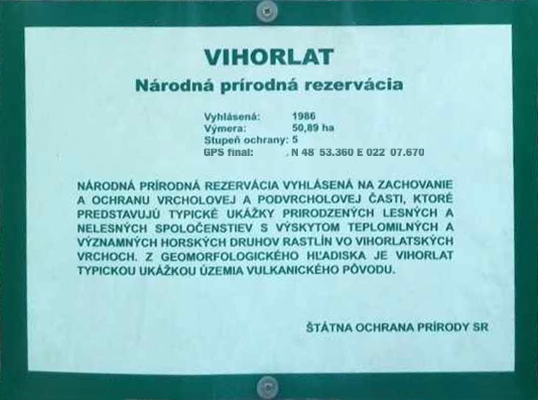 VIHORLAT
Národná prírodná rezervácia
Vyhlásená: 1986
Výmera: 50,89 ha
Stupeň ochrany: 5
GPS final: . N 48 53.360 E 022 07.670
NÁRODNÁ PRÍRODNÁ REZERVÁCIA VYHLÁSENÁ NA ZACHOVANIE
A OCHRANU VRCHOLOVEJ A PODVRCHOLOVEJ ČASTI, KTORÉ
PREDSTAVUJÚ TYPICKÉ UKÁŽKY PRIRODZENÝCH LESNÝCH A
NELESNÝCH SPOLOČENSTIEV S VÝSKYTOM TEPLOMILNÝCH A
VÝZNAMNÝCH HORSKÝCH DRUHOV RASTLÍN VO VIHORLATSKÝCH
VRCHOCH. Z GEOMORFOLOGICKÉHO HĽADISKA JE VIHORLAT
TYPICKOU UKÁŽKOU ÚZEMIA VULKANICKÉHO PÔVODU.
ŠTÁTNA OCHRANA PRÍRODY SR